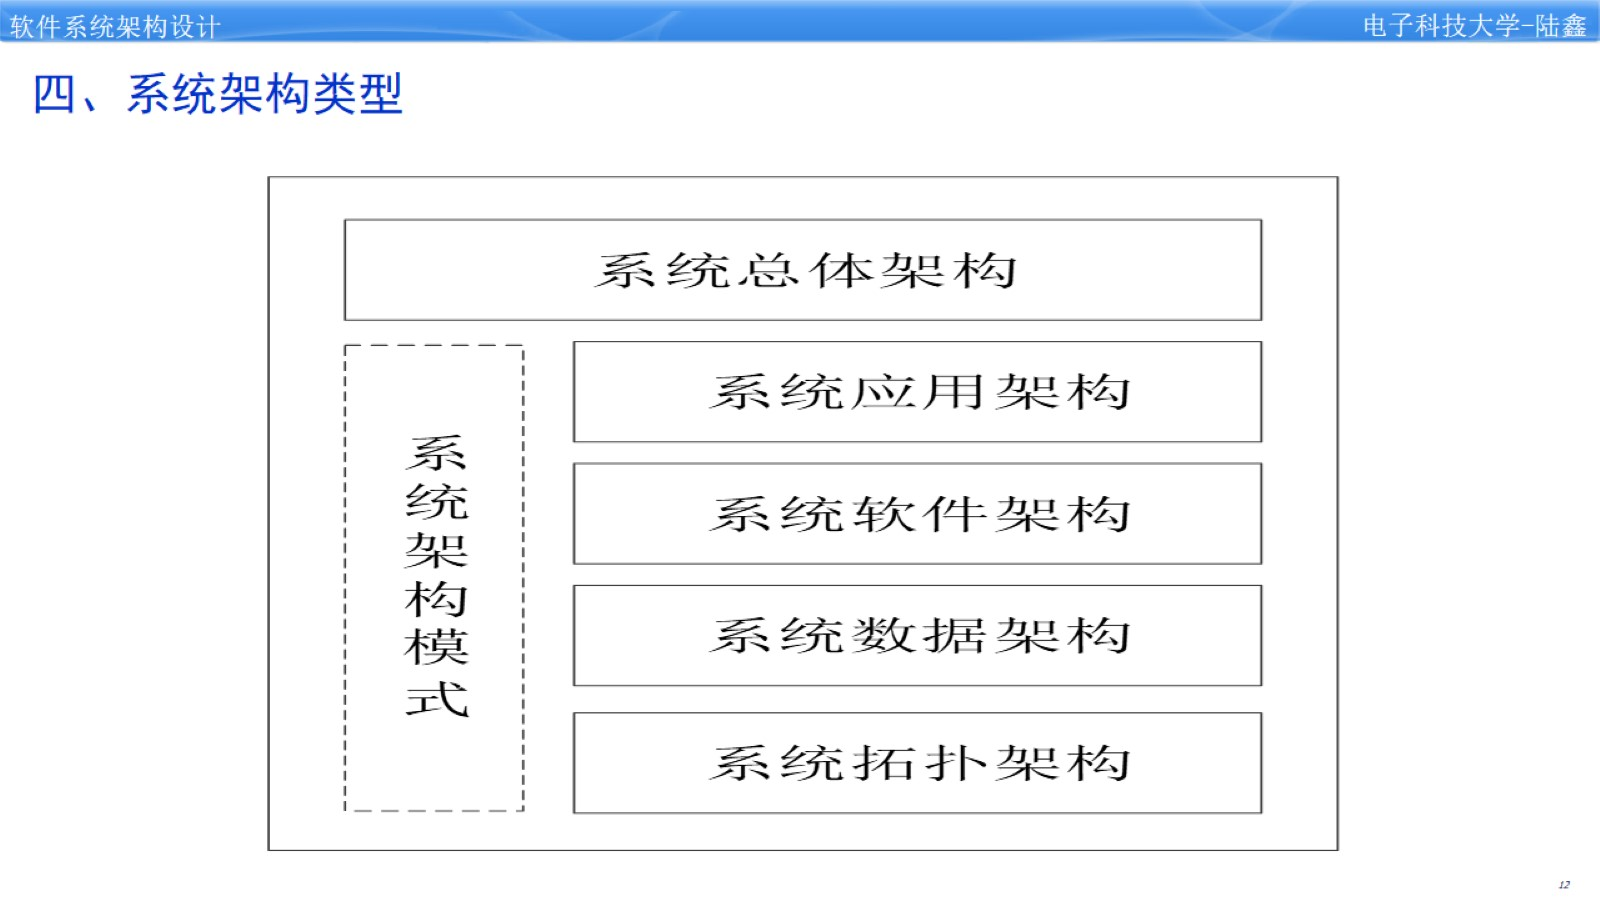 软件系统架构设计
电子科技大学-陆鑫
四、系统架构类型
系统总体架构
系统架构模式
系统应用架构
系统软件架构
系统数据架构
系统拓扑架构
12